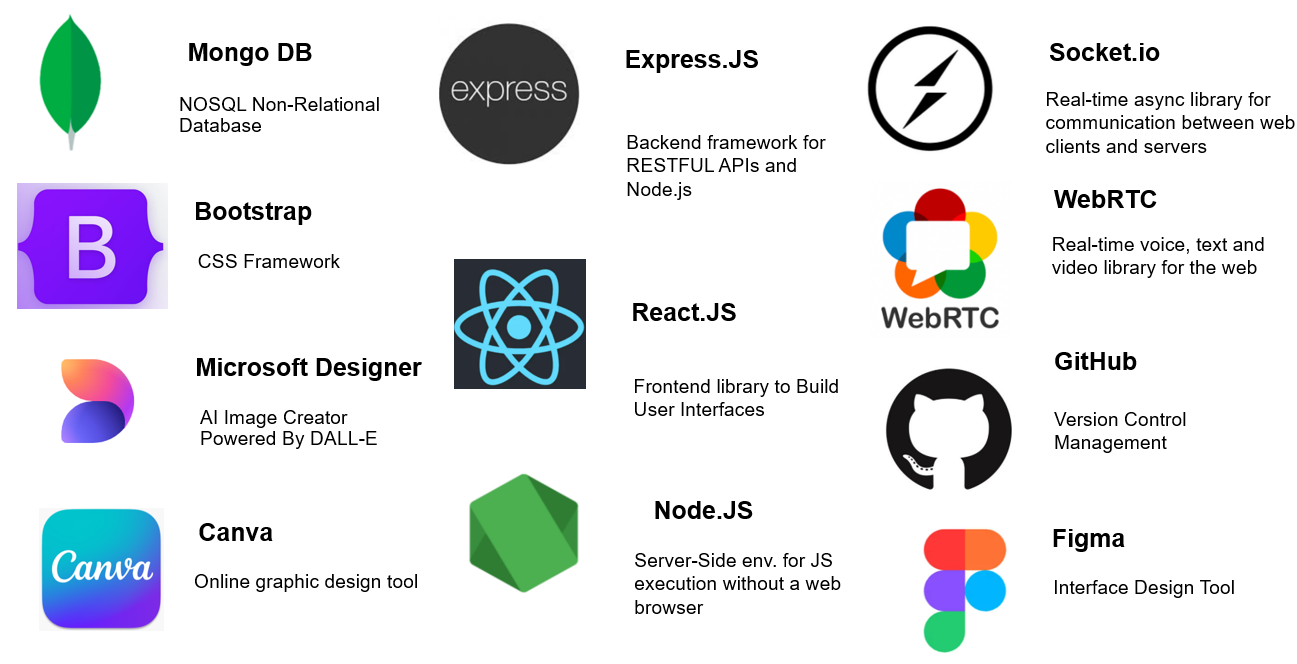 Mongo DB
NOSQL Non-Relational
Database
Bootstrap
CSS Framework
Microsoft Designer
AI Image Creator
Powered By DALL-E
Canva
Canva
Online graphic design tool
express
Express.JS
Backend framework for
RESTFUL APIs and
Node.js
React.JS
Frontend library to Build
User Interfaces
Node.JS
Server-Side env. for JS
execution without a web
browser
Socket.io
Real-time async library for
communication between web
clients and servers
WebRTC
Real-time voice, text and
video library for the web
WebRTC
GitHub
Version Control
Management
Figma
Interface Design Tool
B